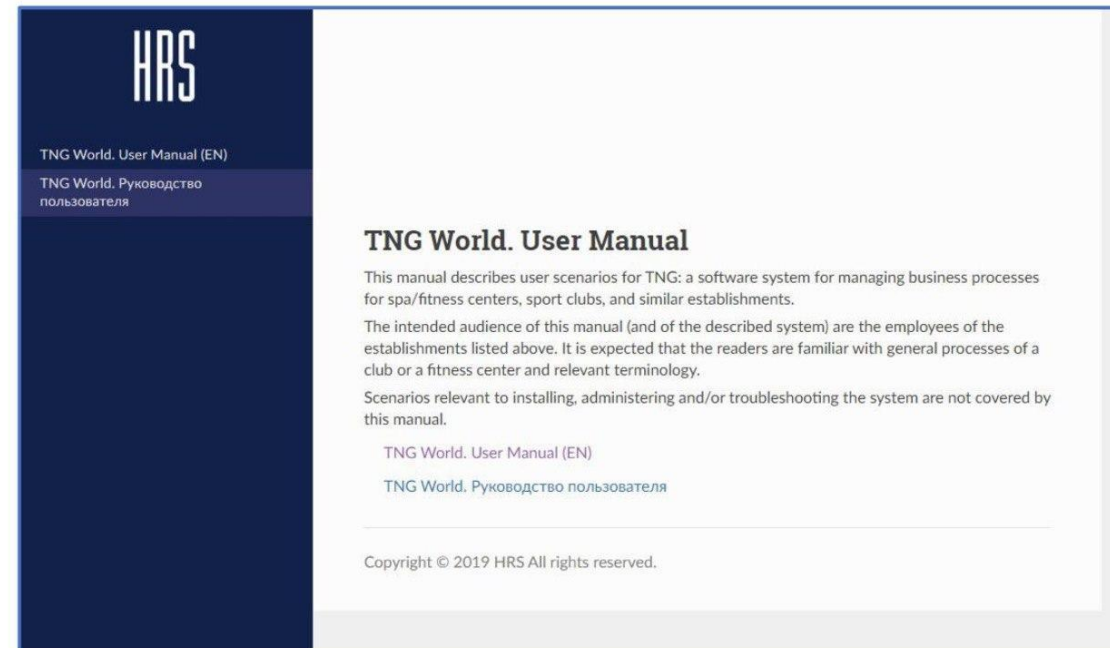 HRS
TNG World. User Manual (EN)
TNG World. Руководство
пользователя
TNG World. User Manual
This manual describes user scenarios for TNG: a software system for managing business processes
for spa/fitness centers, sport clubs, and similar establishments.
The intended audience of this manual (and of the described system) are the employees of the
establishments listed above. It is expected that the readers are familiar with general processes of a
club or a fitness center and relevant terminology.
Scenarios relevant to installing, administering and/or troubleshooting the system are not covered by
this manual.
TNG World. User Manual (EN)
TNG World. Руководство пользователя
Copyright © 2019 HRS All rights reserved.